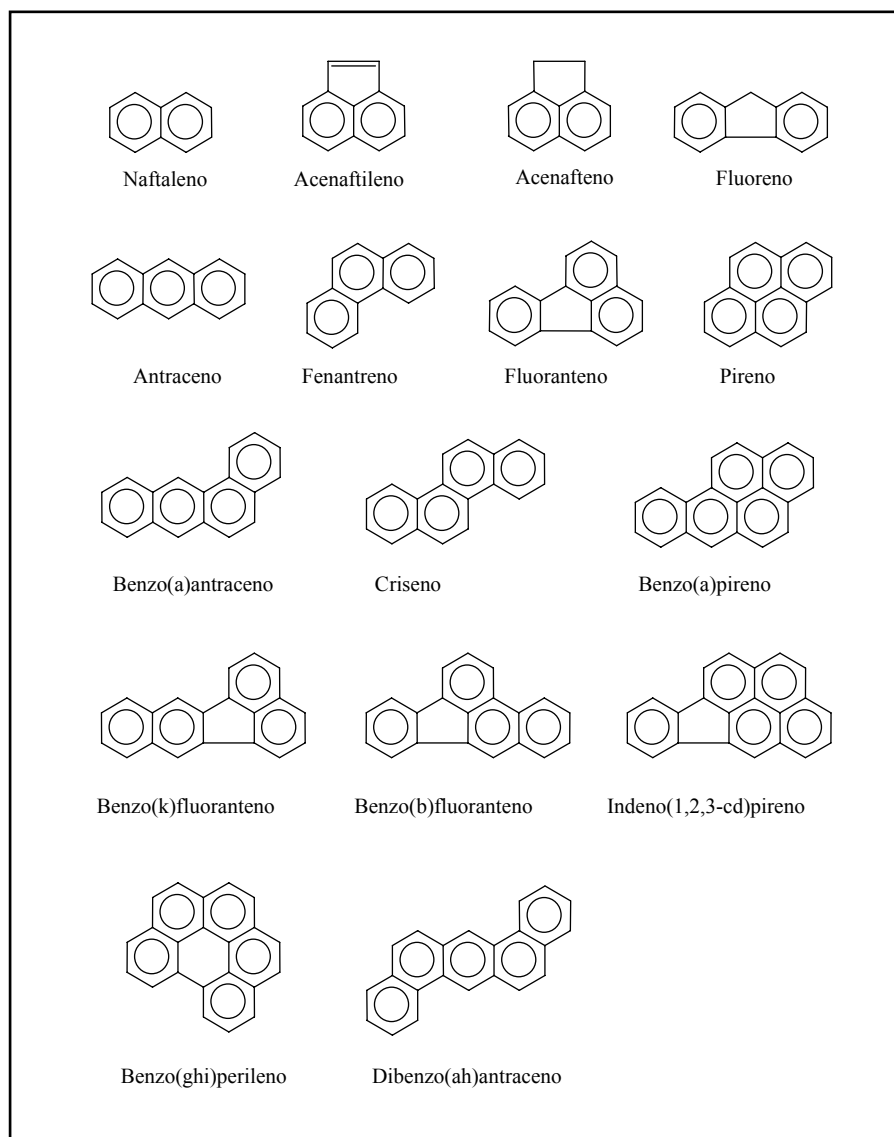 Naftaleno Acenaftileno Acenafteno Fluoreno
Antraceno Fenantreno Fluoranteno Pireno
Benzo(a)antraceno Criseno Benzo(a)pireno
Benzo(k)fluoranteno Benzo(b)fluoranteno Indeno(1,2,3-cd)pireno
Benzo(ghi)perileno Dibenzo(ah)antraceno